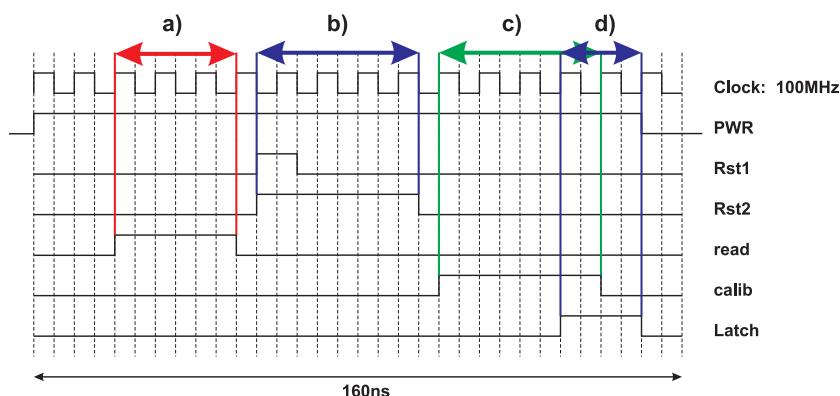 a)
b)
c)
d)
Clock: 100MHz
PWR
Rst1
Rst2
read
calib
Latch
160ns